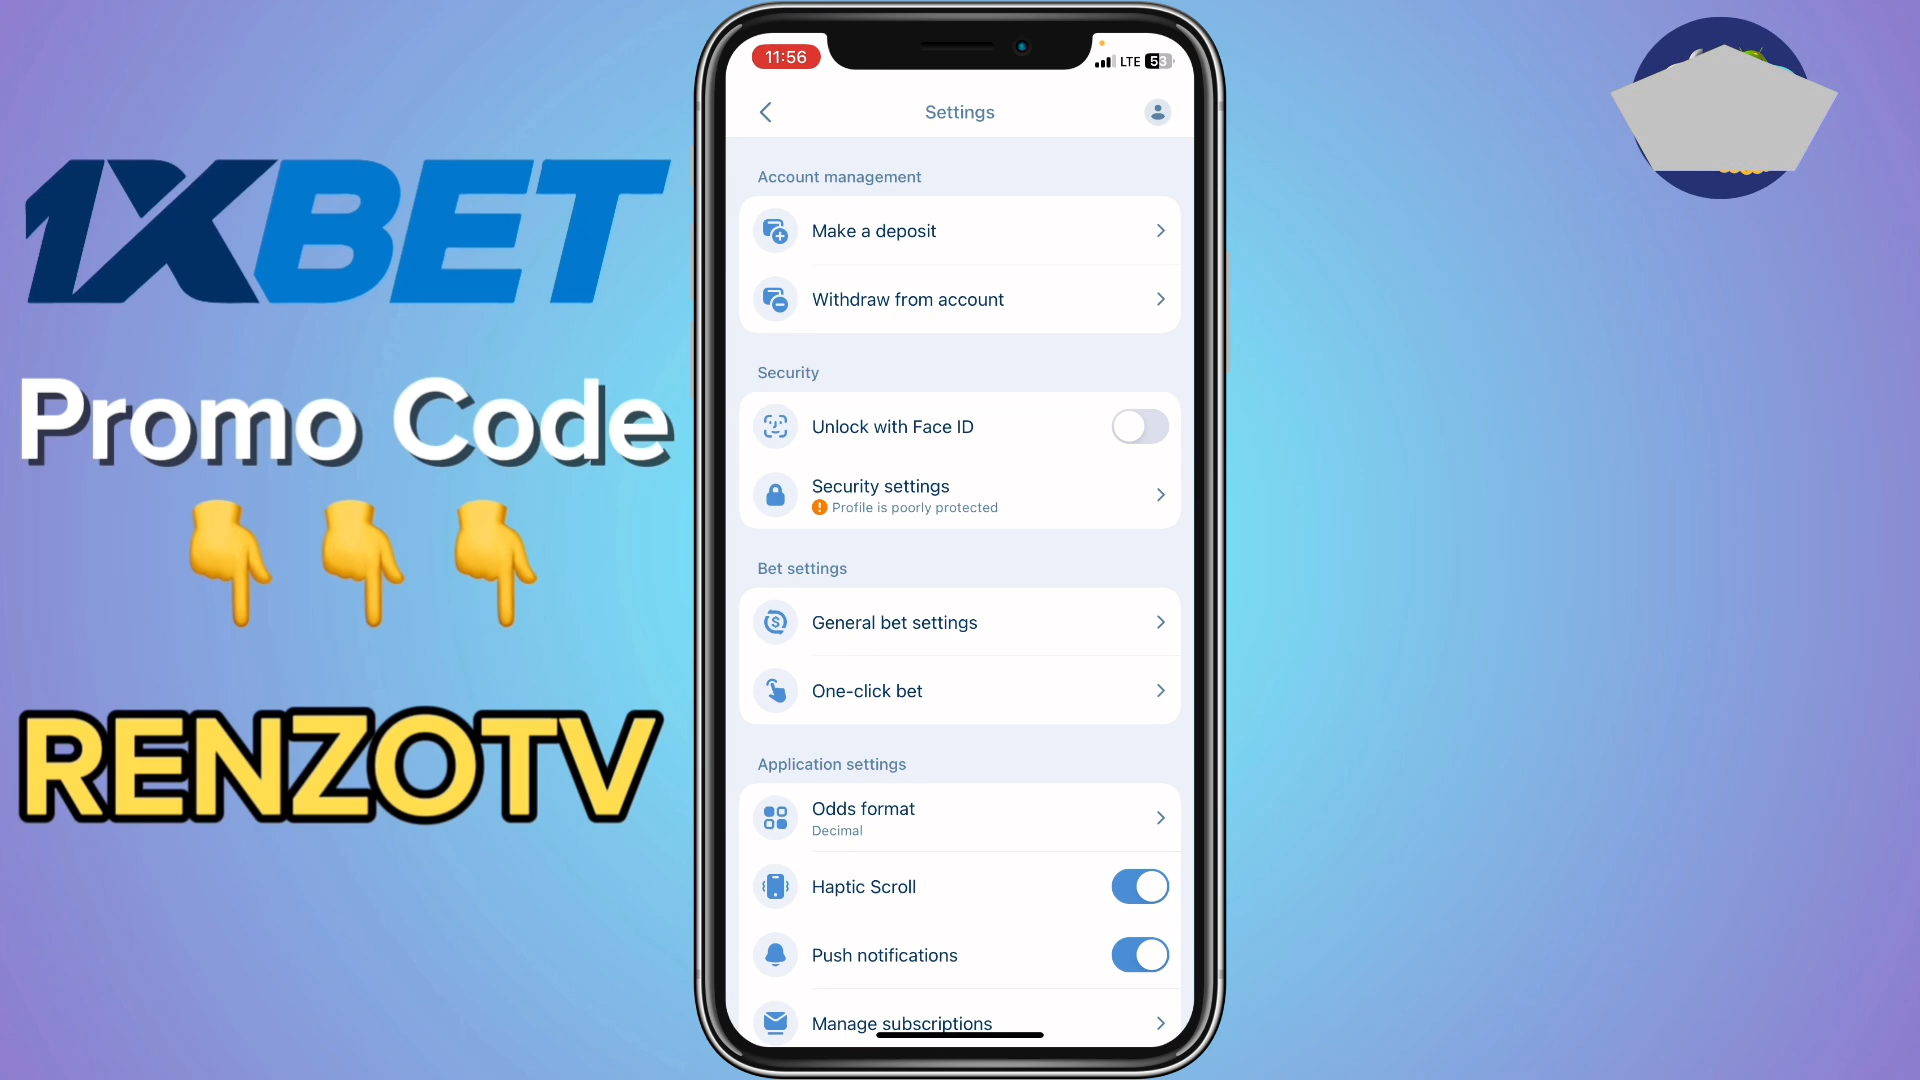 1XBET
Promo Code
RENZOTV
11:56
LTE 53
Settings
Account management
Make a deposit
Withdraw from account
Security
Unlock with Face ID
Security settings
Profile is poorly protected
Bet settings
General bet settings
One-click bet
Application settings
Odds format
Decimal
Haptic Scroll
Push notifications
Manage subscriptions